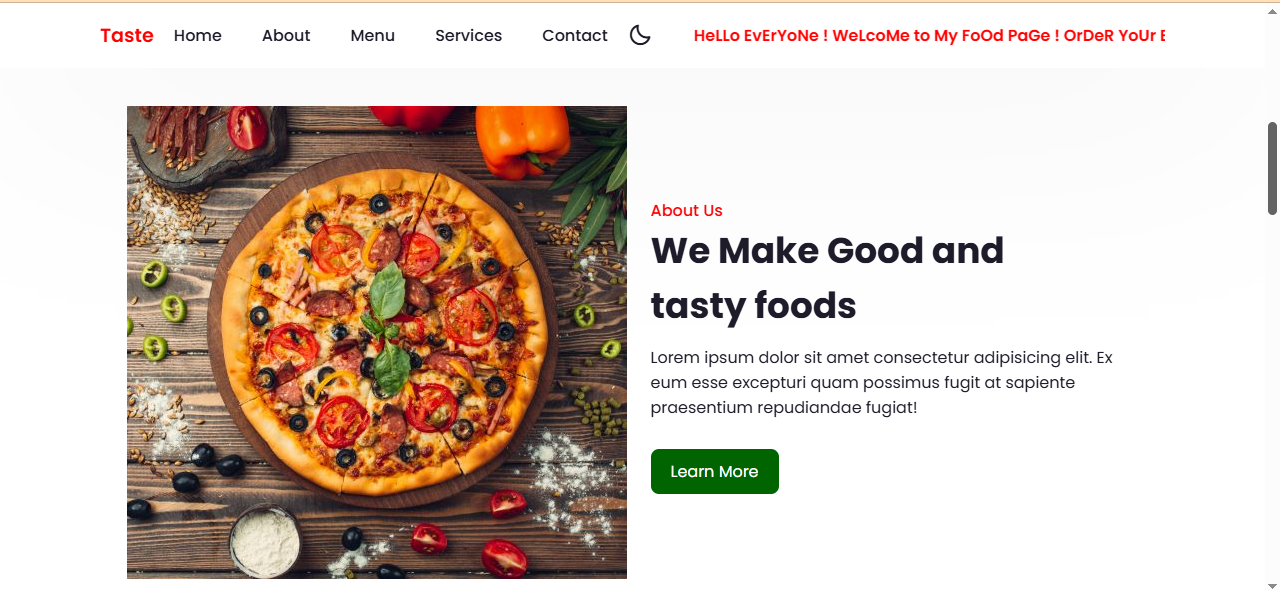 Taste Home About Menu Services Contact HeLLo EvErYoNe ! WeLcoMe to My FoOd PaGe ! OrDeR YoUr
About Us
We Make Good and
tasty foods
Lorem ipsum dolor sit amet consectetur adipisicing elit. Ex
eum esse excepturi quam possimus fugit at sapiente
praesentium repudiandae fugiat!
Learn More